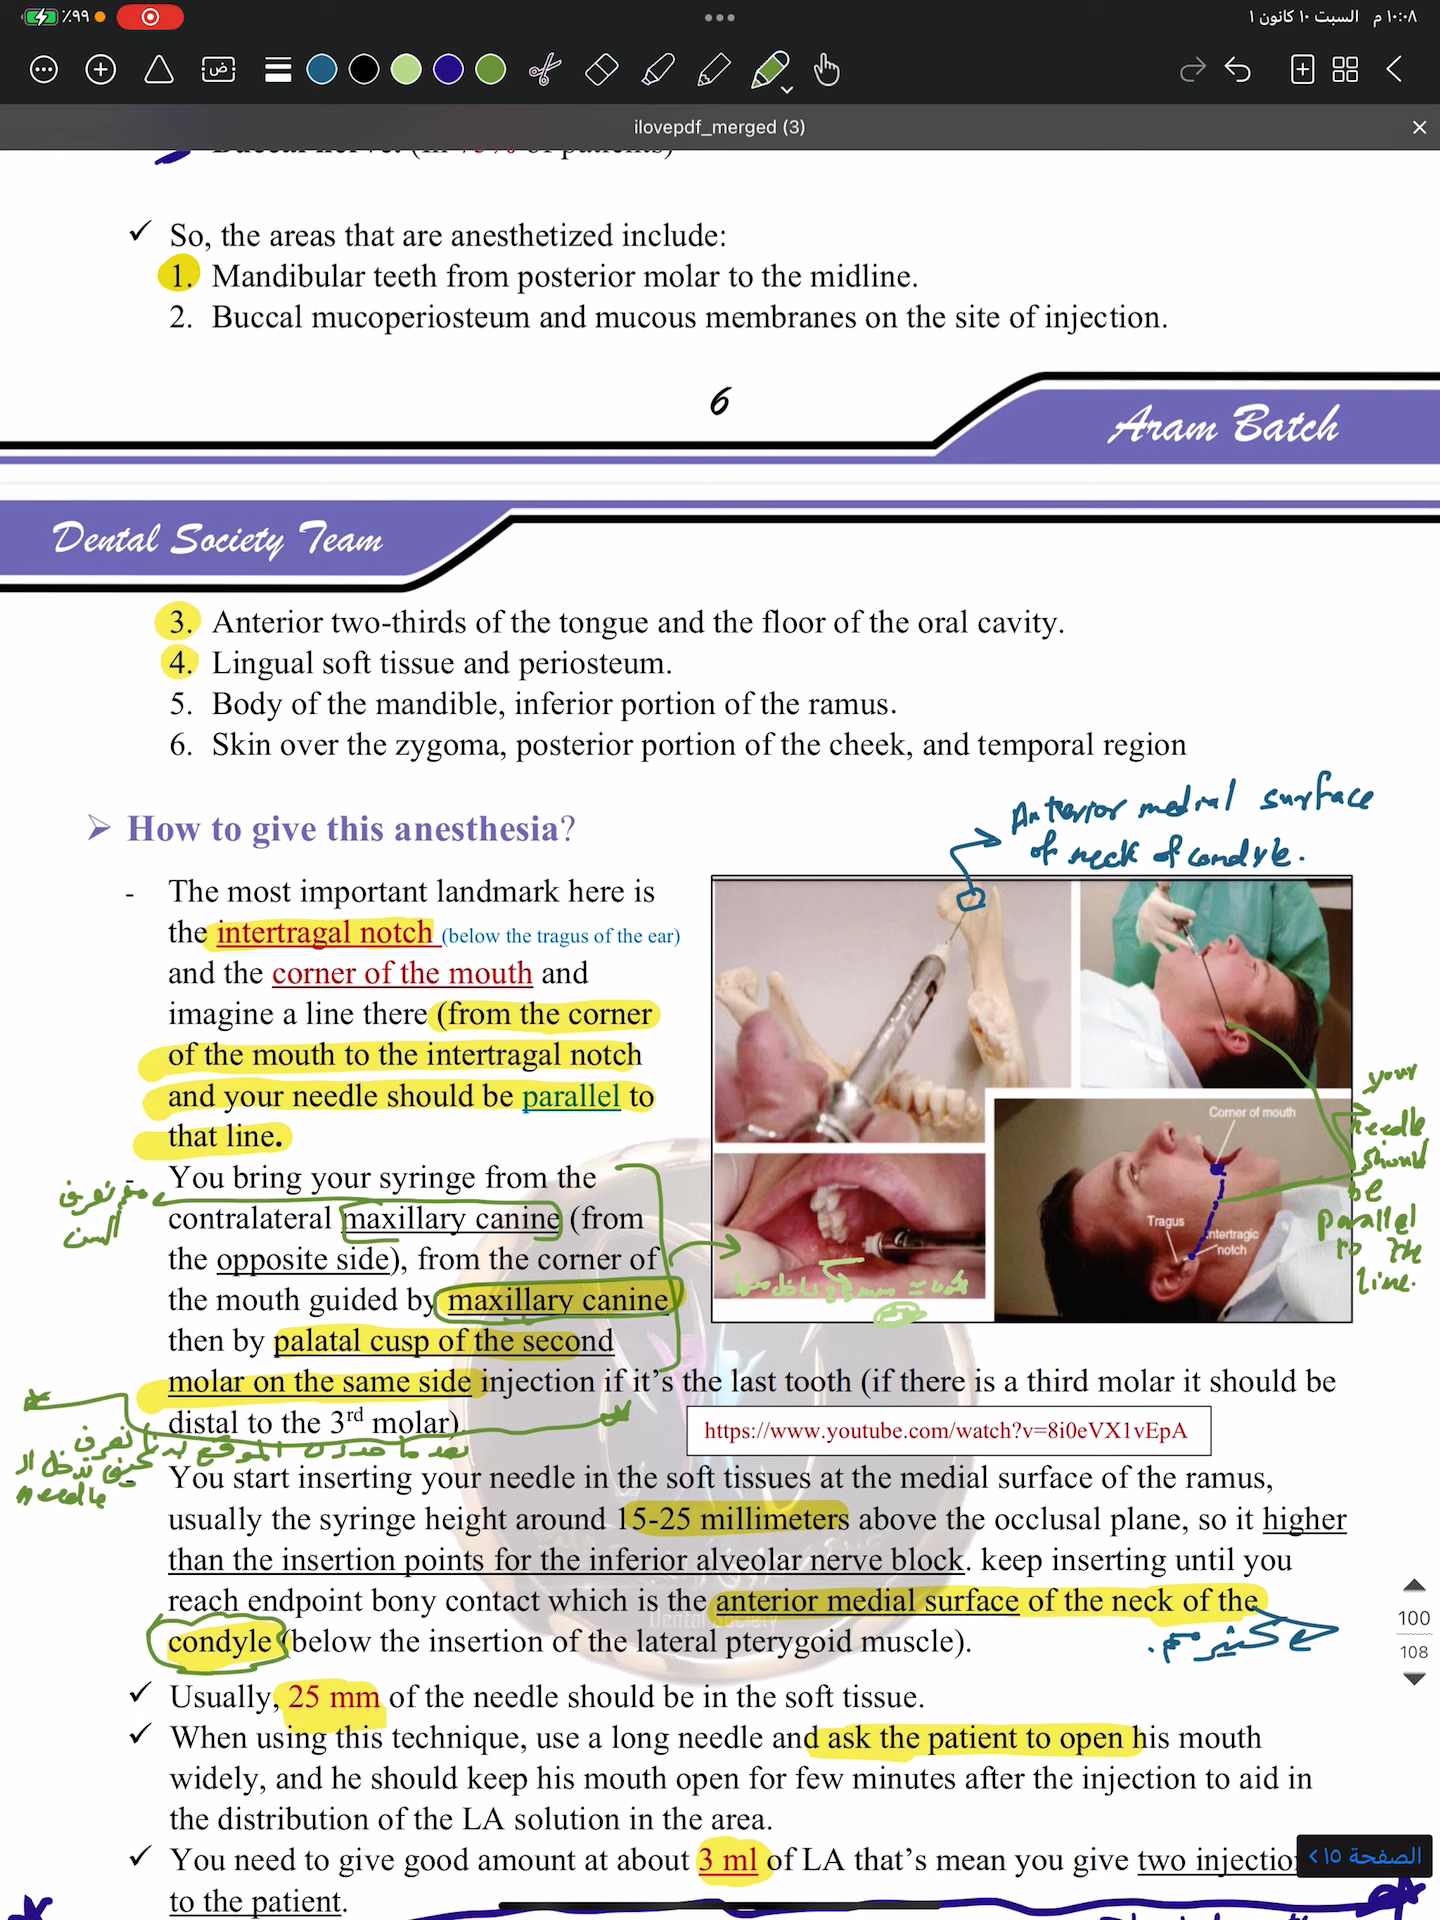 ٪٩٩
١٠:٠٨ م السبت ١٠ كانون ١
ض
ilovepdf_merged (3)
Buccal nerve. (in 75% of patients)
✓ So, the areas that are anesthetized include:
1. Mandibular teeth from posterior molar to the midline.
2. Buccal mucoperiosteum and mucous membranes on the site of injection.
6
Aram Batch
Dental Society Team
3. Anterior two-thirds of the tongue and the floor of the oral cavity.
4. Lingual soft tissue and periosteum.
5. Body of the mandible, inferior portion of the ramus.
6. Skin over the zygoma, posterior portion of the cheek, and temporal region
➢ How to give this anesthesia?
- The most important landmark here is
the intertragal notch (below the tragus of the ear)
and the corner of the mouth and
imagine a line there (from the corner
of the mouth to the intertragal notch
and your needle should be parallel to
that line.
- You bring your syringe from the
contralateral maxillary canine (from
the opposite side), from the corner of
the mouth guided by maxillary canine
then by palatal cusp of the second
molar on the same side injection if it's the last tooth (if there is a third molar it should be
distal to the 3rd molar).
Anterior medial surface
of neck of condyle.
Corner of mouth
Tragus
Intertragic
notch
your
needle
should
be
parallel
to the
line.
https://www.youtube.com/watch?v=8i0eVX1vEpA
needle
- You start inserting your needle in the soft tissues at the medial surface of the ramus,
usually the syringe height around 15-25 millimeters above the occlusal plane, so it higher
than the insertion points for the inferior alveolar nerve block. keep inserting until you
reach endpoint bony contact which is the anterior medial surface of the neck of the
condyle (below the insertion of the lateral pterygoid muscle).
Dental Society
100
108
✓ Usually, 25 mm of the needle should be in the soft tissue.
✓ When using this technique, use a long needle and ask the patient to open his mouth
widely, and he should keep his mouth open for few minutes after the injection to aid in
the distribution of the LA solution in the area.
✓ You need to give good amount at about 3 ml of LA that's mean you give two injectio
to the patient.
الصفحة ١٥ >